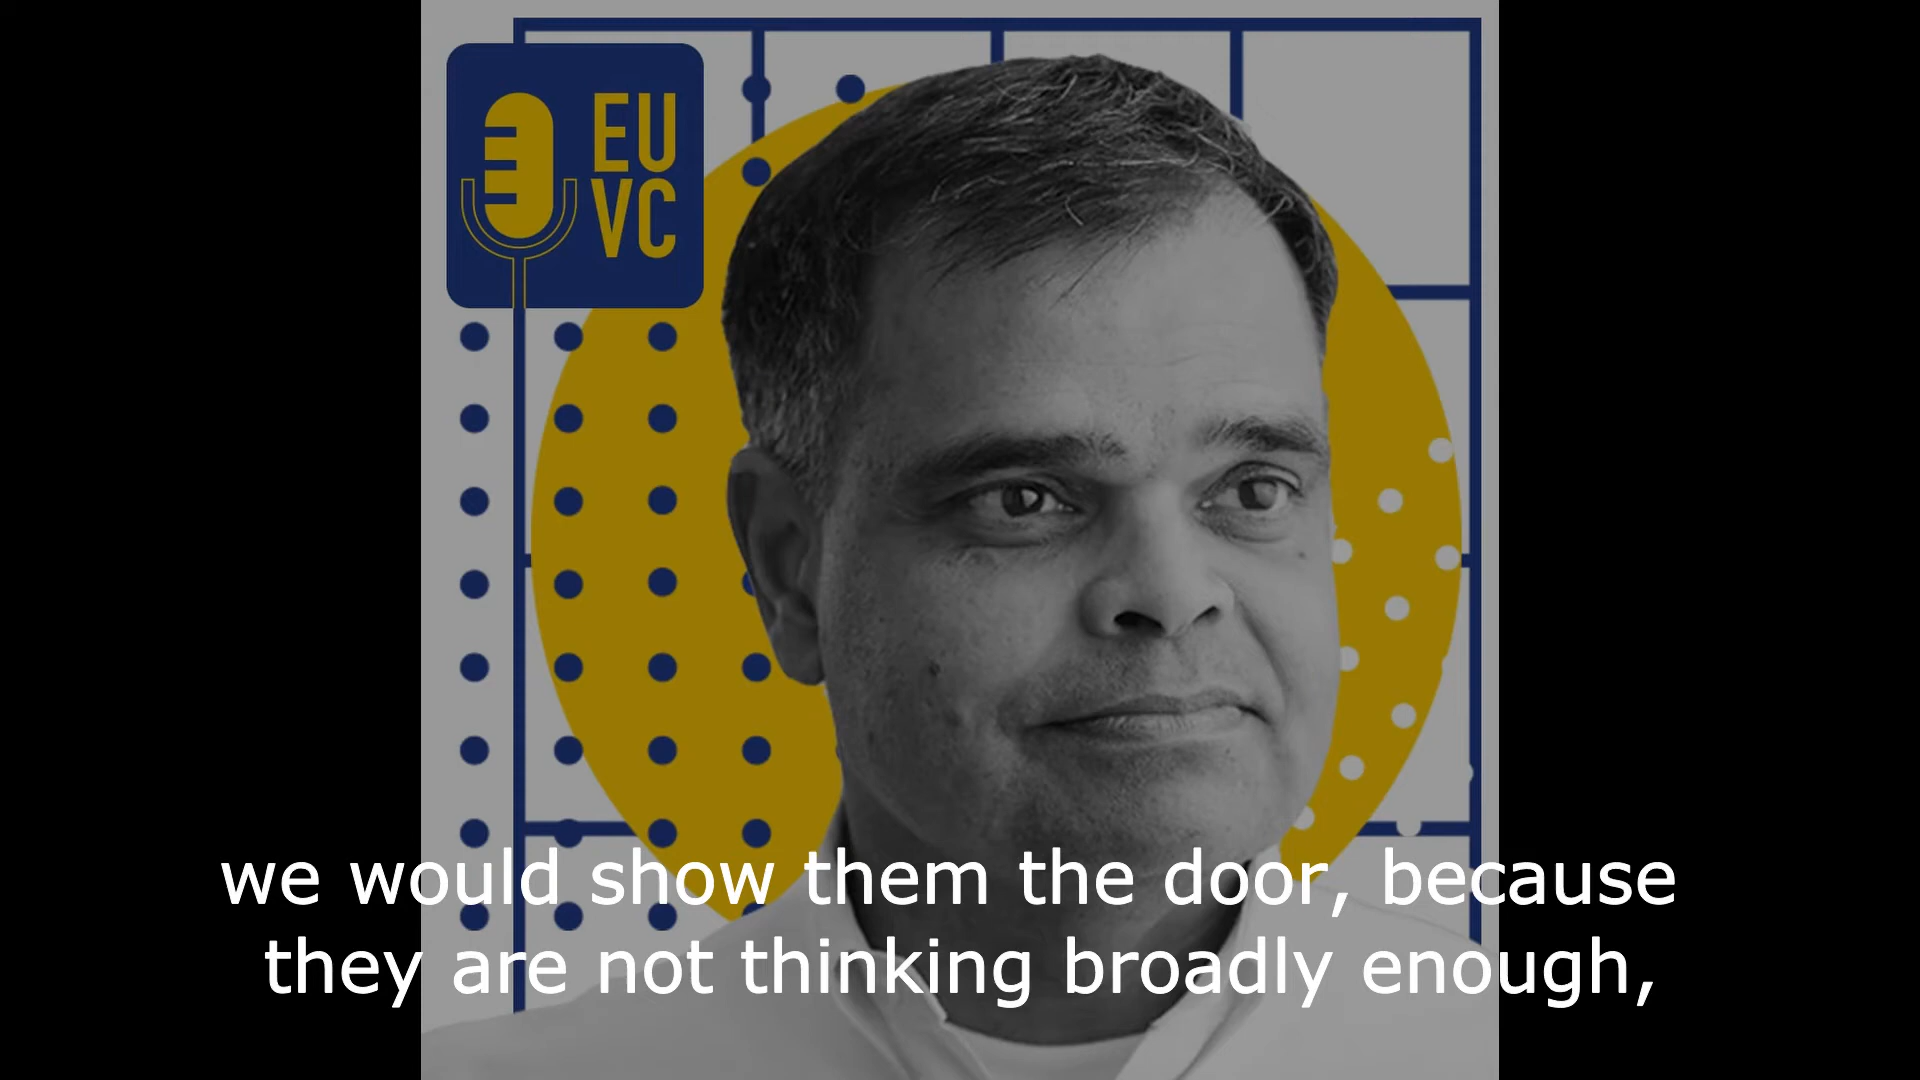 EU
VC
we would show them the door, because
they are not thinking broadly enough,